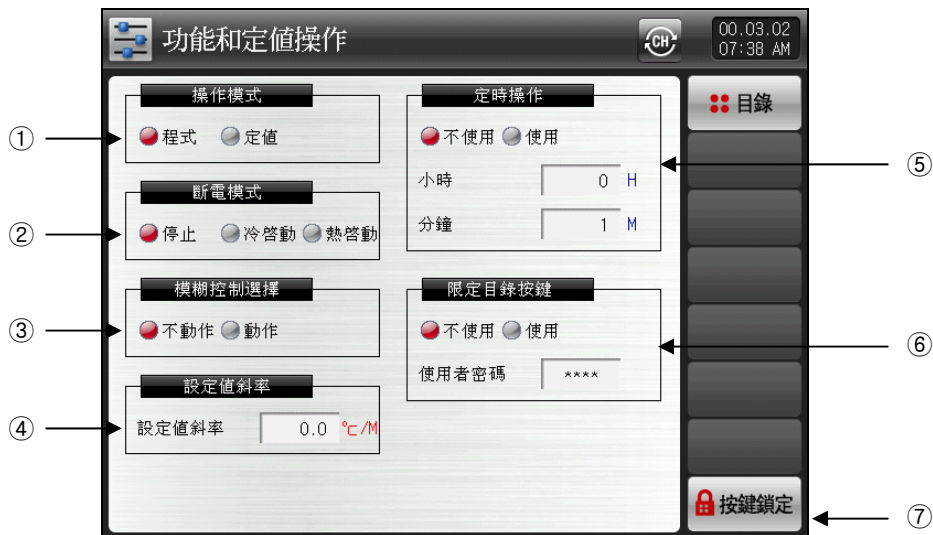 功能和定值操作
CH
00.03.02
07:38 AM
操作模式
① 程式 定值
斷電模式
② 停止 冷啓動 熱啓動
模糊控制選擇
③ 不動作 動作
設定值斜率
④ 設定值斜率 0.0 ℃/M
定時操作
不使用 使用 ⑤
小時 0 H
分鐘 1 M
限定目錄按鍵
不使用 使用 ⑥
使用者密碼 ****
目錄
按鍵鎖定 ⑦